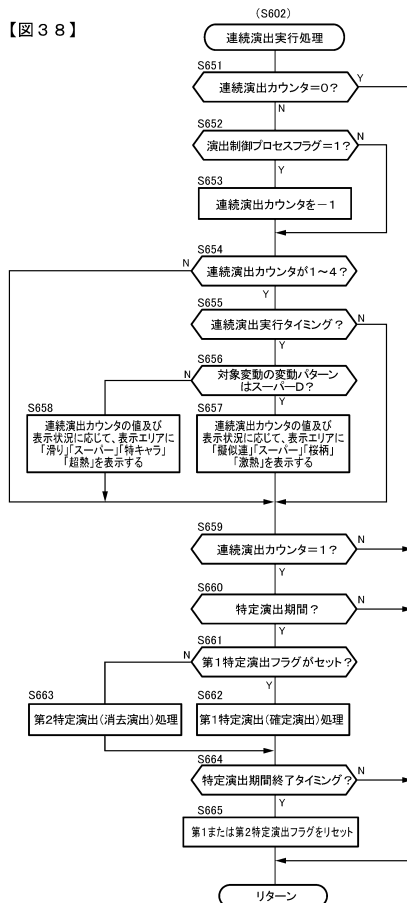 【図３８】
(S602)
連続演出実行処理
S651
連続演出カウンタ=０？
Y
N
S652
演出制御プロセスフラグ=１？
N
Y
S653
連続演出カウンタを－１
S654
N
連続演出カウンタが１～４？
Y
S655
連続演出実行タイミング？
N
Y
S656
N
対象変動の変動パターン
はスーパーＤ？
Y
S658
連続演出カウンタの値及び
表示状況に応じて、表示エリアに
「滑り」「スーパー」「特キャラ」
「超熱」を表示する
S657
連続演出カウンタの値及び
表示状況に応じて、表示エリアに
「擬似連」「スーパー」「桜柄」
「激熱」を表示する
S659
連続演出カウンタ=１？
N
Y
S660
特定演出期間？
N
Y
S661
N
第１特定演出フラグがセット？
Y
S663
第２特定演出(消去演出)処理
S662
第１特定演出(確定演出)処理
S664
特定演出期間終了タイミング？
N
Y
S665
第１または第２特定演出フラグをリセット
リターン